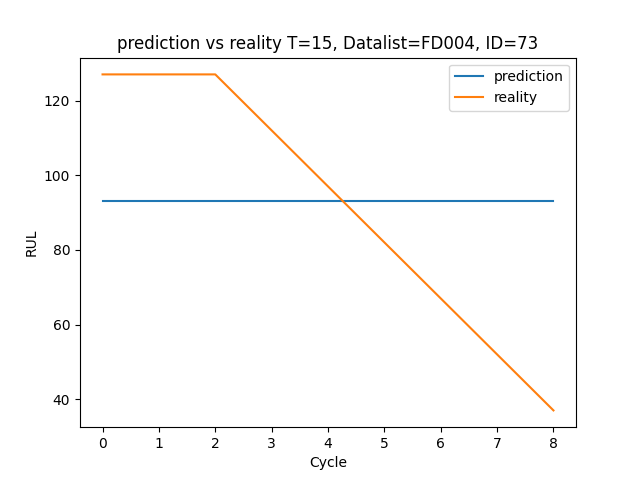 prediction vs reality T=15, Datalist=FD004, ID=73
prediction
reality
RUL
120
100
80
60
40
0 1 2 3 4 5 6 7 8
Cycle